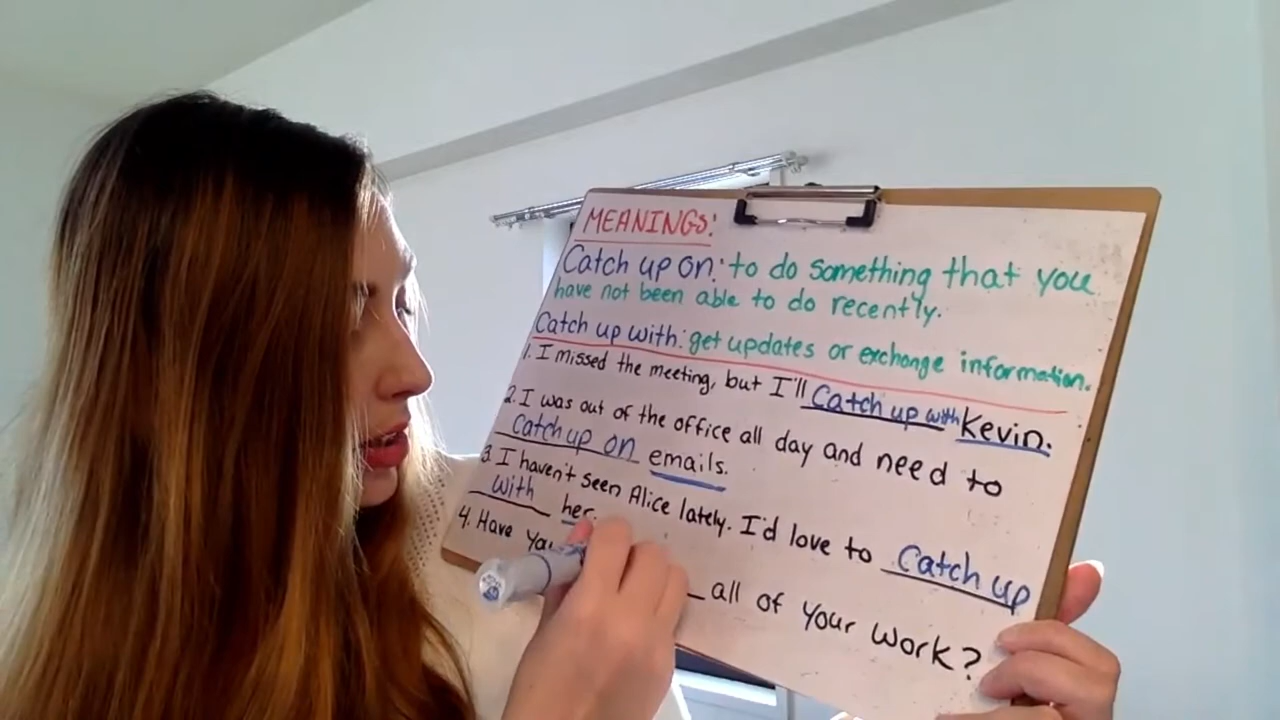 MEANINGS:
Catch up on: to do something that you
have not been able to do recently.
Catch up with: get updates or exchange information.
1. I missed the meeting, but I'll Catch up with Kevin.
2. I was out of the office all day and need to
Catch up on emails.
3. I haven't seen Alice lately. I'd love to Catch up
with her.
4. Have all of your work?